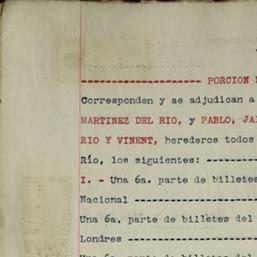 -------------------- PORCION
Corresponden y se adjudican a
MARTINEZ DEL RIO, y PABLO,
RIO Y VINENT, herederos todos
Río, los siguientes: ---------
I. - Una 6a. parte de billetes
Nacional --------------------
Una 6a. parte de billetes del
Londres ---------------------